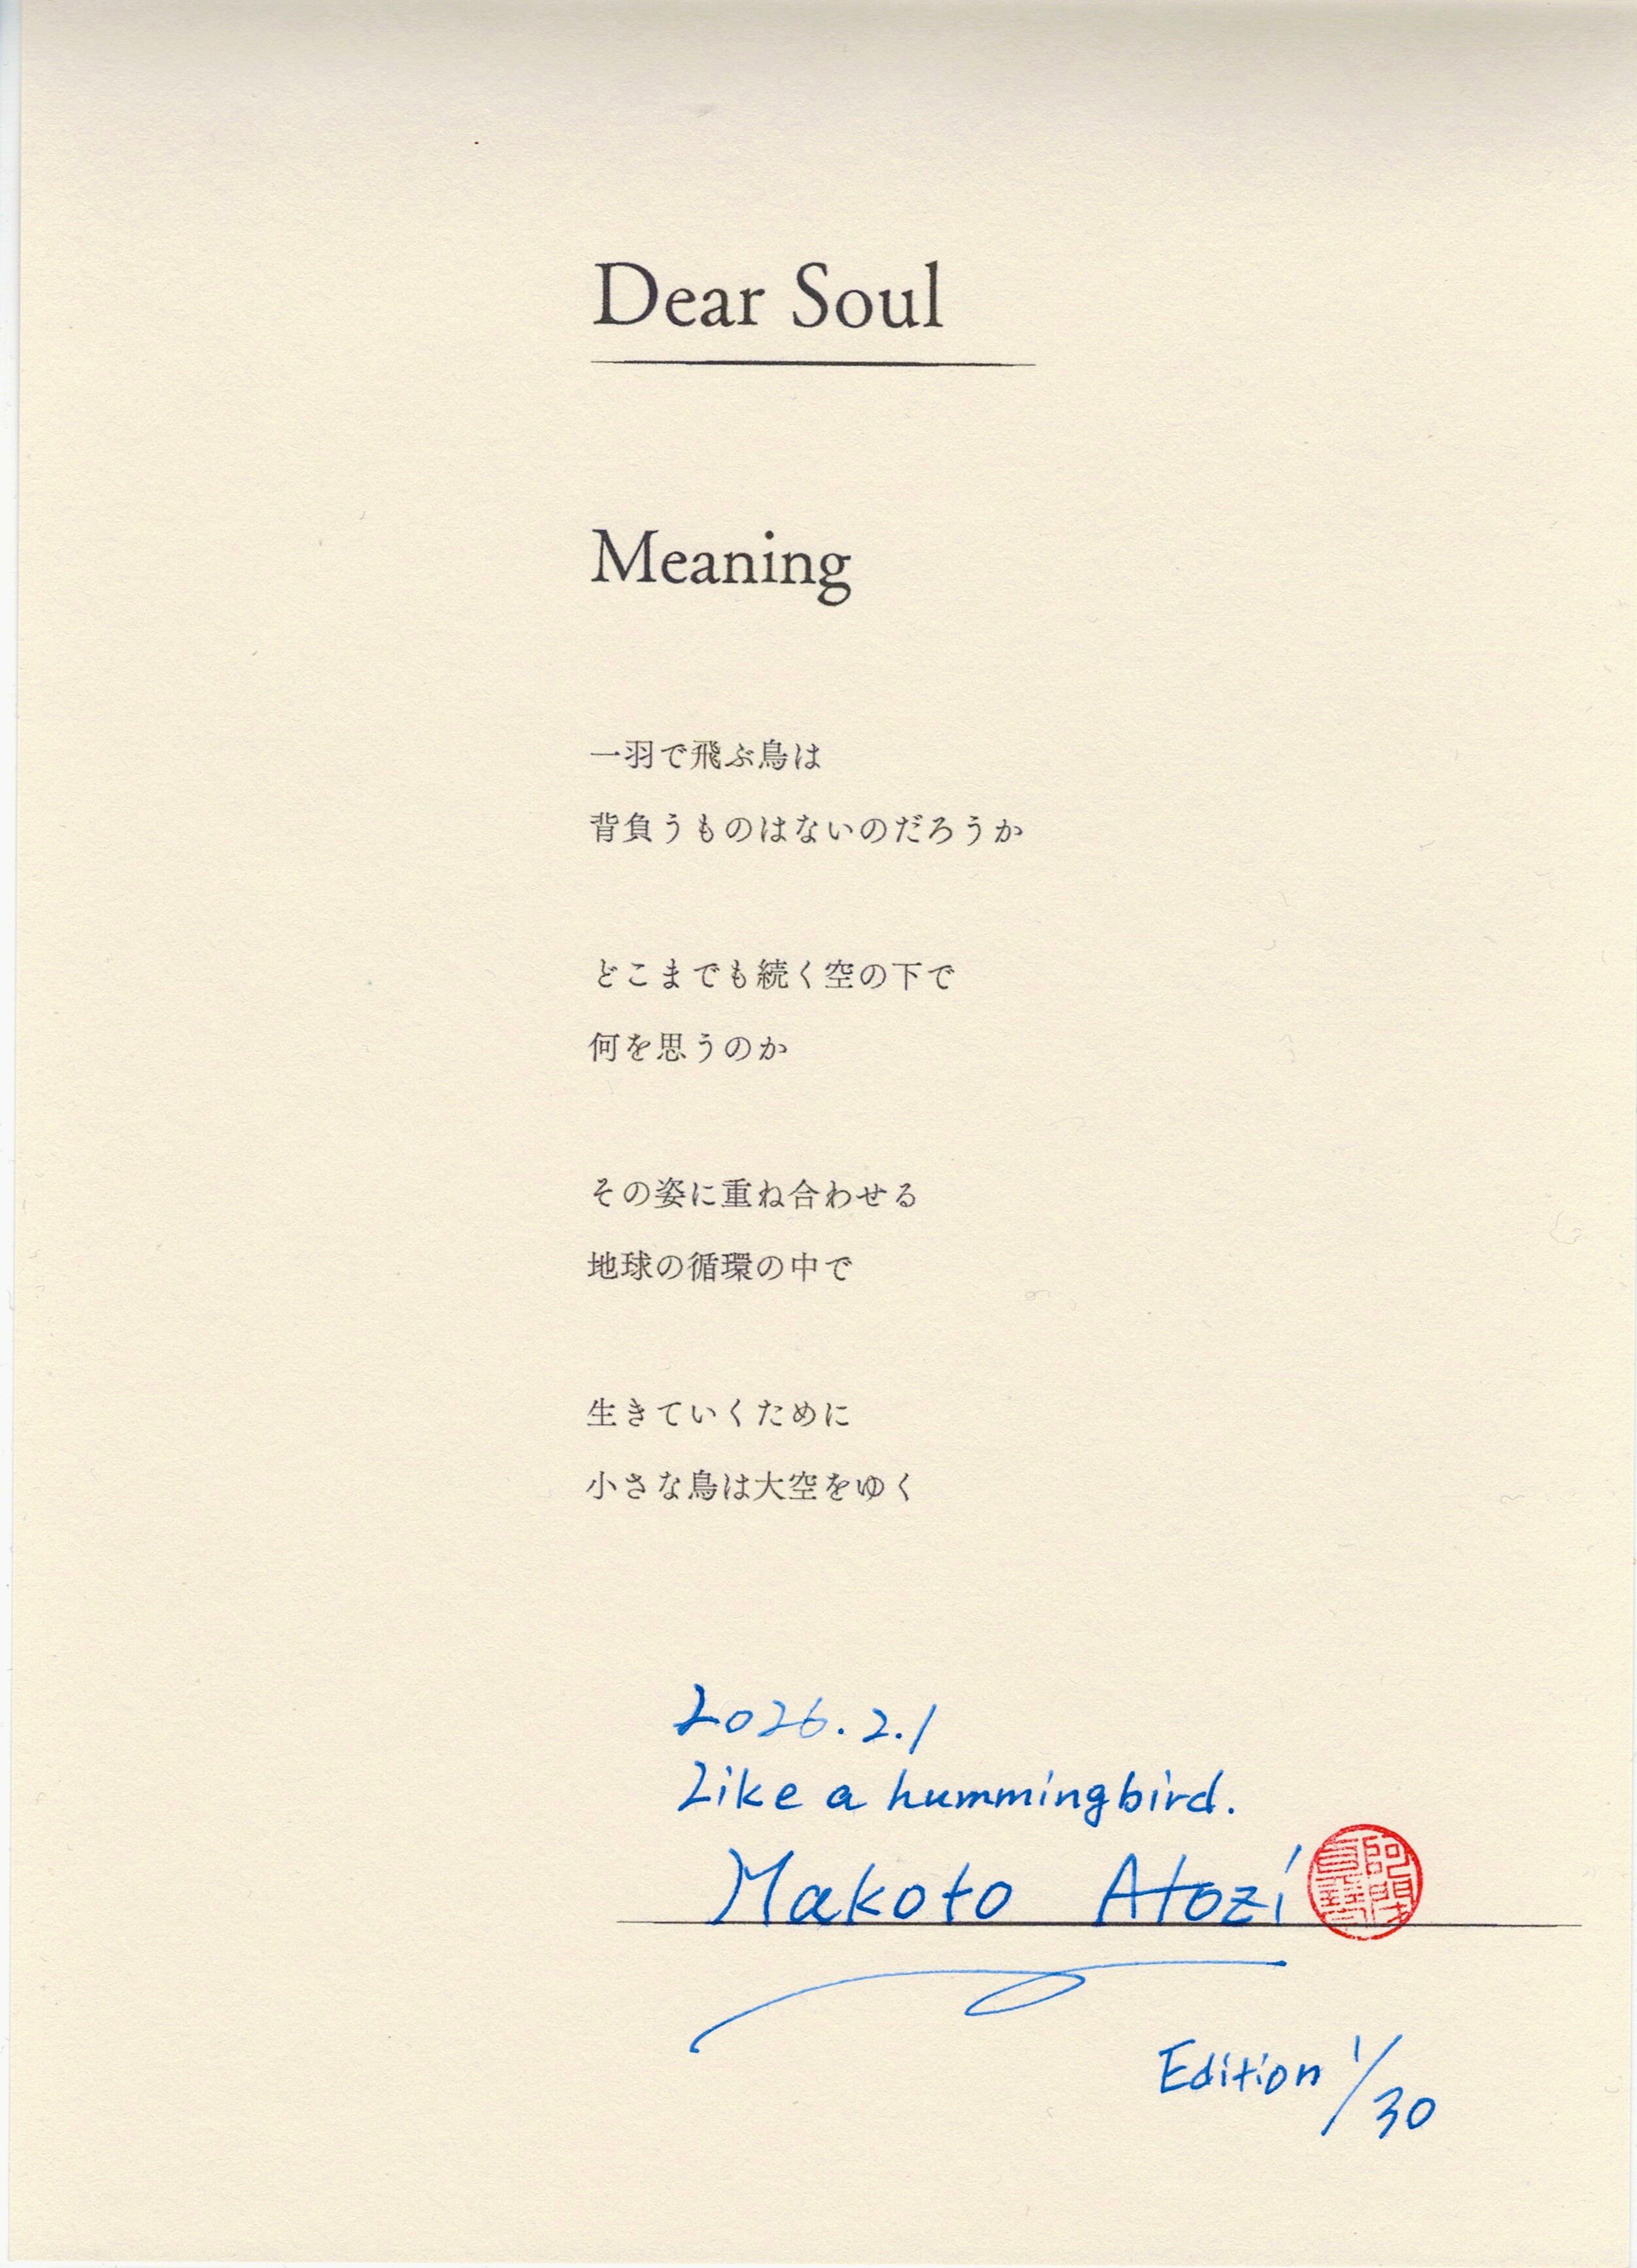 Dear Soul
Meaning
一羽で飛ぶ鳥は
背負うものはないのだろうか
どこまでも続く空の下で
何を思うのか
その姿に重ね合わせる
地球の循環の中で
生きていくために
小さな鳥は大空をゆく
2026.2.1
Like a hummingbird.
Makoto Atozi
Edition 1/30